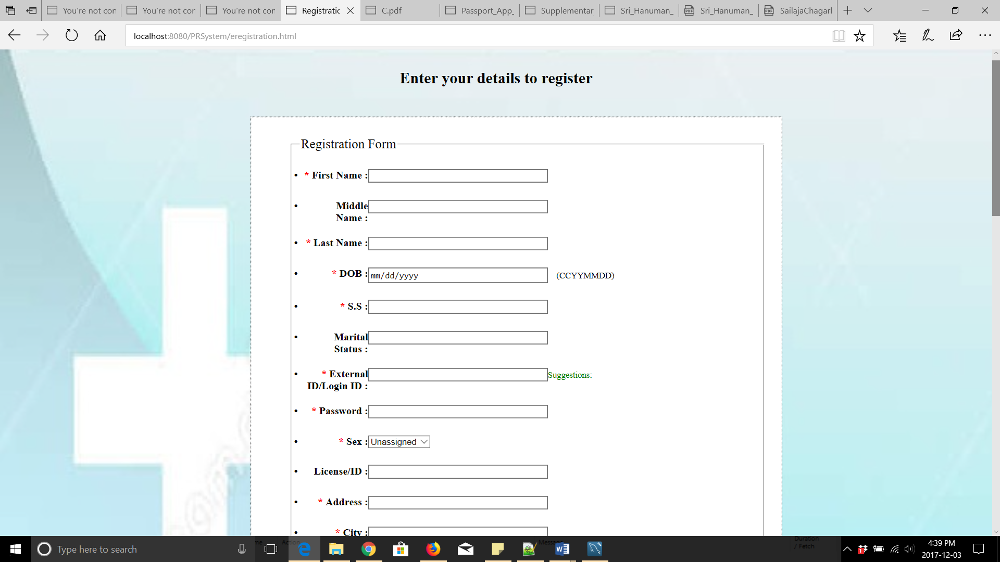 You're not cor
You're not cor
You're not cor
Registratic
C.pdf
Passport_App_
Supplementar
Sri_Hanuman_
Sri_Hanuman_
SailajaChagarl
localhost:8080/PRSystem/eregistration.html
Enter your details to register
Registration Form
• * First Name :
• Middle
Name :
• * Last Name :
• * DOB : mm/dd/yyyy (CCYYMMDD)
• * S.S :
• Marital
Status :
• * External Suggestions:
ID/Login ID :
• * Password :
• * Sex : Unassigned
• License/ID :
• * Address :
• * City :
Type here to search
Duration
/ Fetch
4:39 PM
2017-12-03